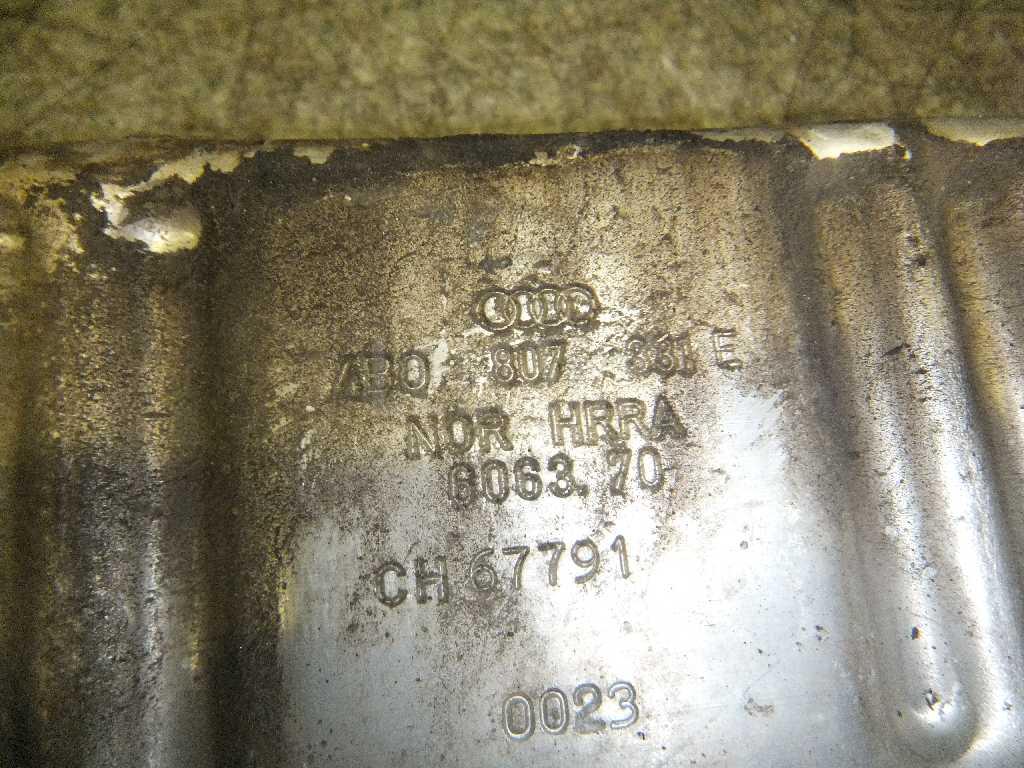 4B0 807 331 E
NOR HRRA
6063.70
CH 67791
0023